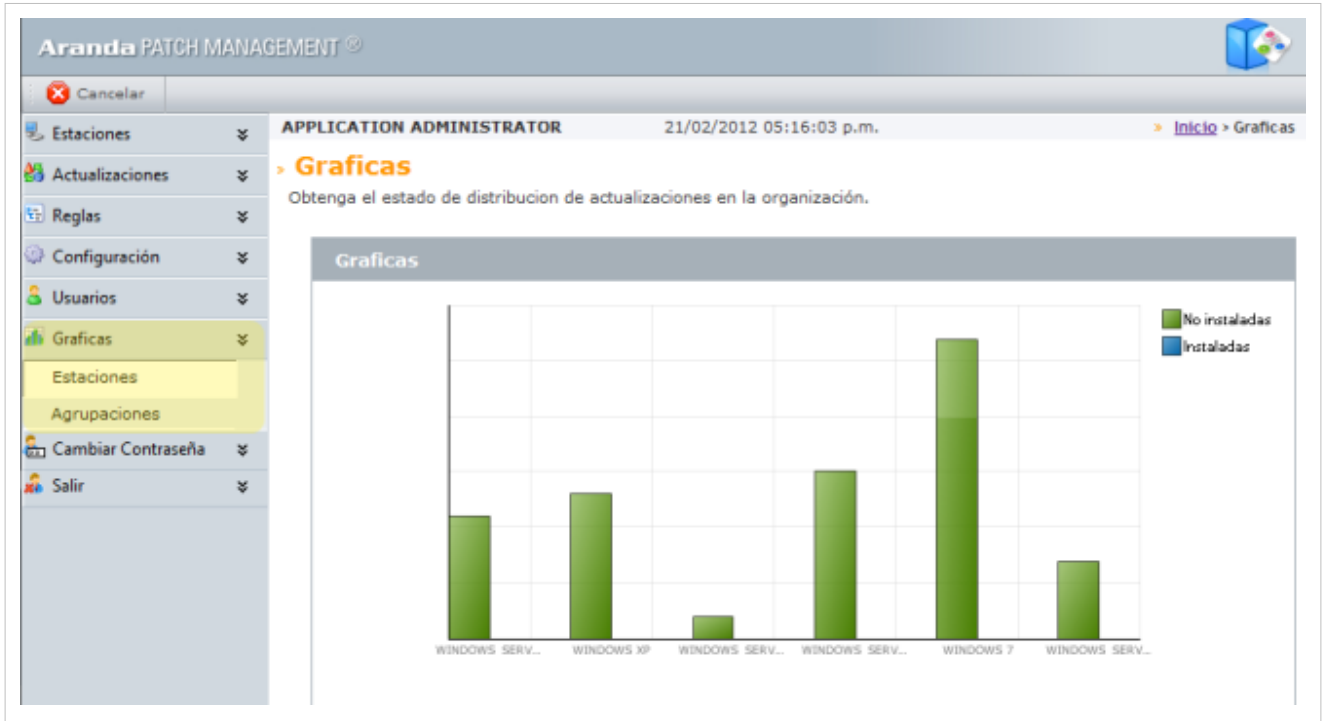 Aranda PATCH MANAGEMENT ®
Cancelar
Estaciones
Actualizaciones
Reglas
Configuración
Usuarios
Graficas
Estaciones
Agrupaciones
Cambiar Contraseña
Salir
APPLICATION ADMINISTRATOR 21/02/2012 05:16:03 p.m. » Inicio > Graficas
» Graficas
Obtenga el estado de distribucion de actualizaciones en la organización.
Graficas
No instaladas
Instaladas
WINDOWS SERV... WINDOWS XP WINDOWS SERV... WINDOWS SERV... WINDOWS 7 WINDOWS SERV...